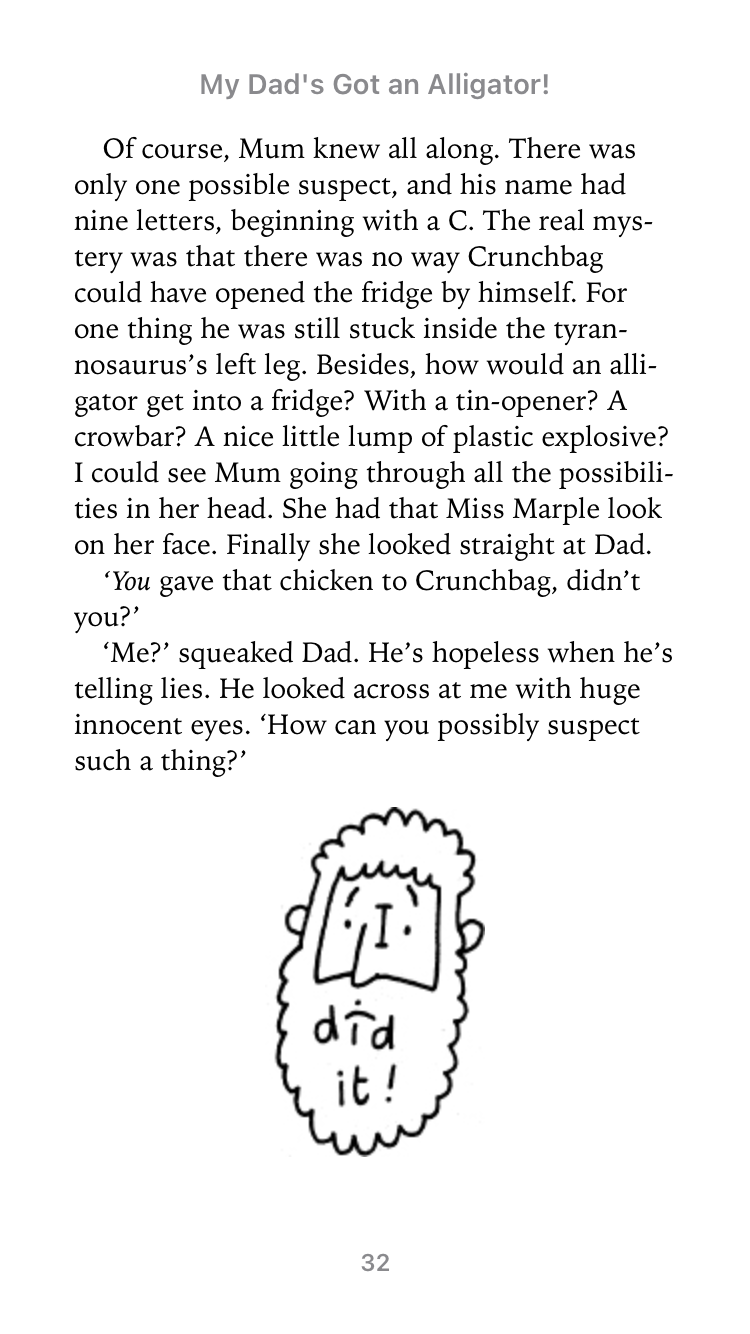 My Dad's Got an Alligator!
Of course, Mum knew all along. There was
only one possible suspect, and his name had
nine letters, beginning with a C. The real mys-
tery was that there was no way Crunchbag
could have opened the fridge by himself. For
one thing he was still stuck inside the tyran-
nosaurus’s left leg. Besides, how would an alli-
gator get into a fridge? With a tin-opener? A
crowbar? A nice little lump of plastic explosive?
I could see Mum going through all the possibili-
ties in her head. She had that Miss Marple look
on her face. Finally she looked straight at Dad.
‘You gave that chicken to Crunchbag, didn’t
you?’
‘Me?’ squeaked Dad. He’s hopeless when he’s
telling lies. He looked across at me with huge
innocent eyes. ‘How can you possibly suspect
such a thing?’
I
did
it!
32